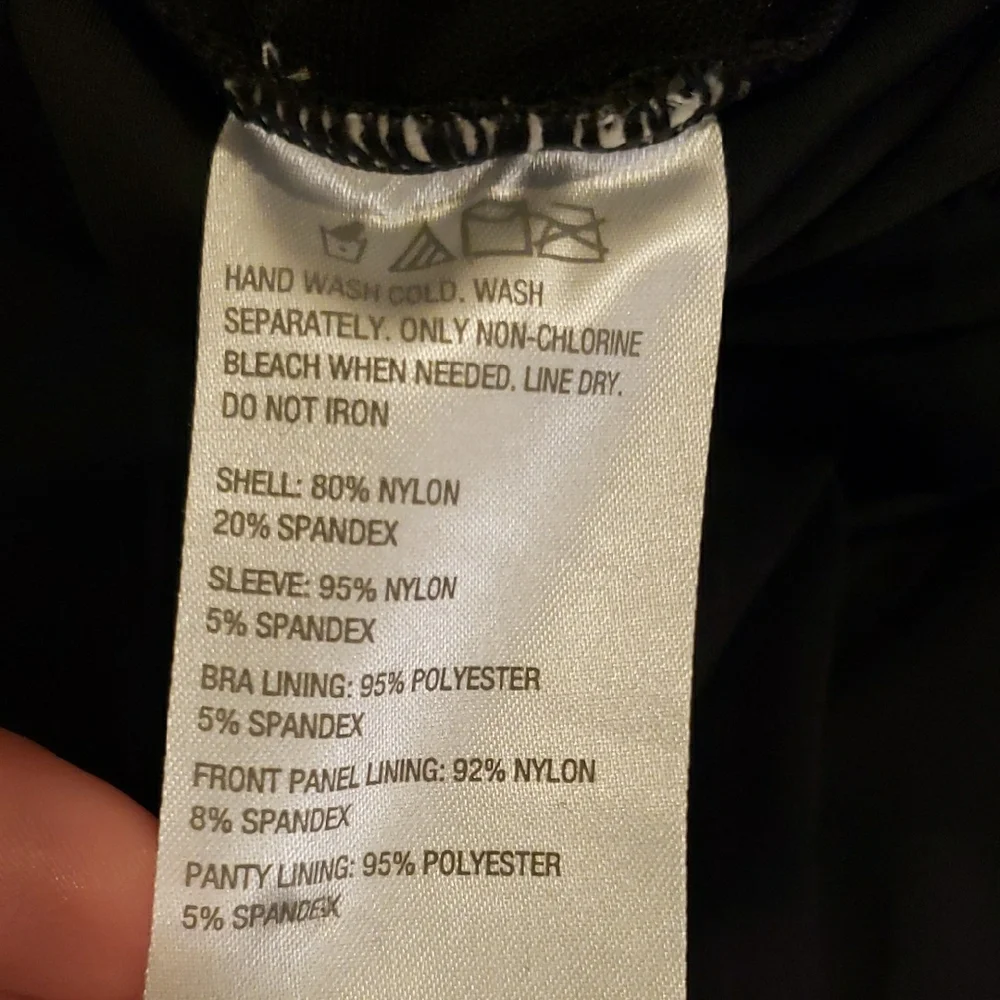 HAND WASH COLD. WASH
SEPARATELY. ONLY NON-CHLORINE
BLEACH WHEN NEEDED. LINE DRY.
DO NOT IRON
SHELL: 80% NYLON
20% SPANDEX
SLEEVE: 95% NYLON
5% SPANDEX
BRA LINING: 95% POLYESTER
5% SPANDEX
FRONT PANEL LINING: 92% NYLON
8% SPANDEX
PANTY LINING: 95% POLYESTER
5% SPANDEX